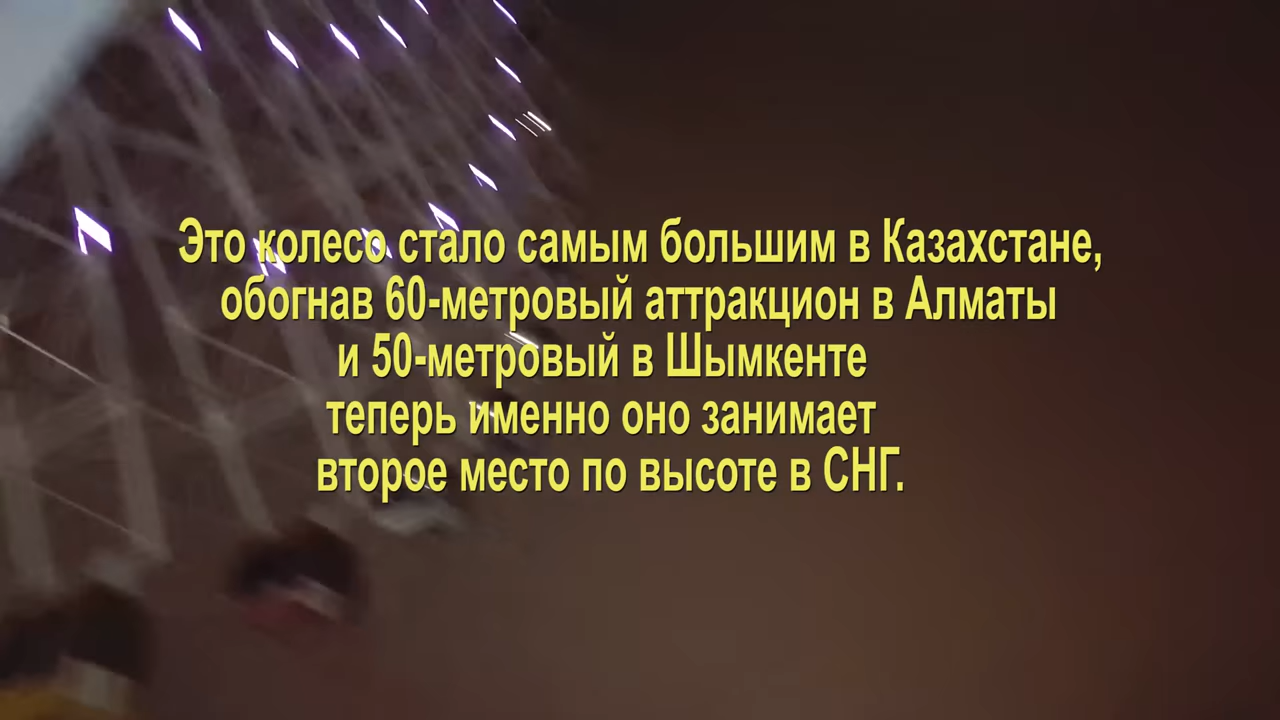 Это колесо стало самым большим в Казахстане,
обогнав 60-метровый аттракцион в Алматы
и 50-метровый в Шымкенте
теперь именно оно занимает
второе место по высоте в СНГ.